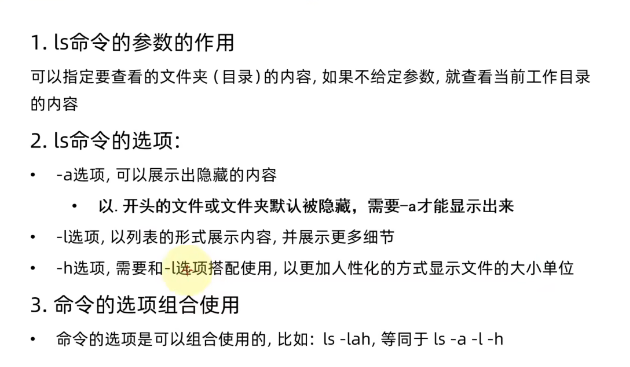 1. ls命令的参数的作用
可以指定要查看的文件夹（目录）的内容, 如果不给定参数, 就查看当前工作目录
的内容
2. ls命令的选项:
• -a选项, 可以展示出隐藏的内容
• 以. 开头的文件或文件夹默认被隐藏，需要-a才能显示出来
• -l选项, 以列表的形式展示内容, 并展示更多细节
• -h选项, 需要和-l选项搭配使用, 以更加人性化的方式显示文件的大小单位
3. 命令的选项组合使用
• 命令的选项是可以组合使用的, 比如：ls -lah, 等同于 ls -a -l -h